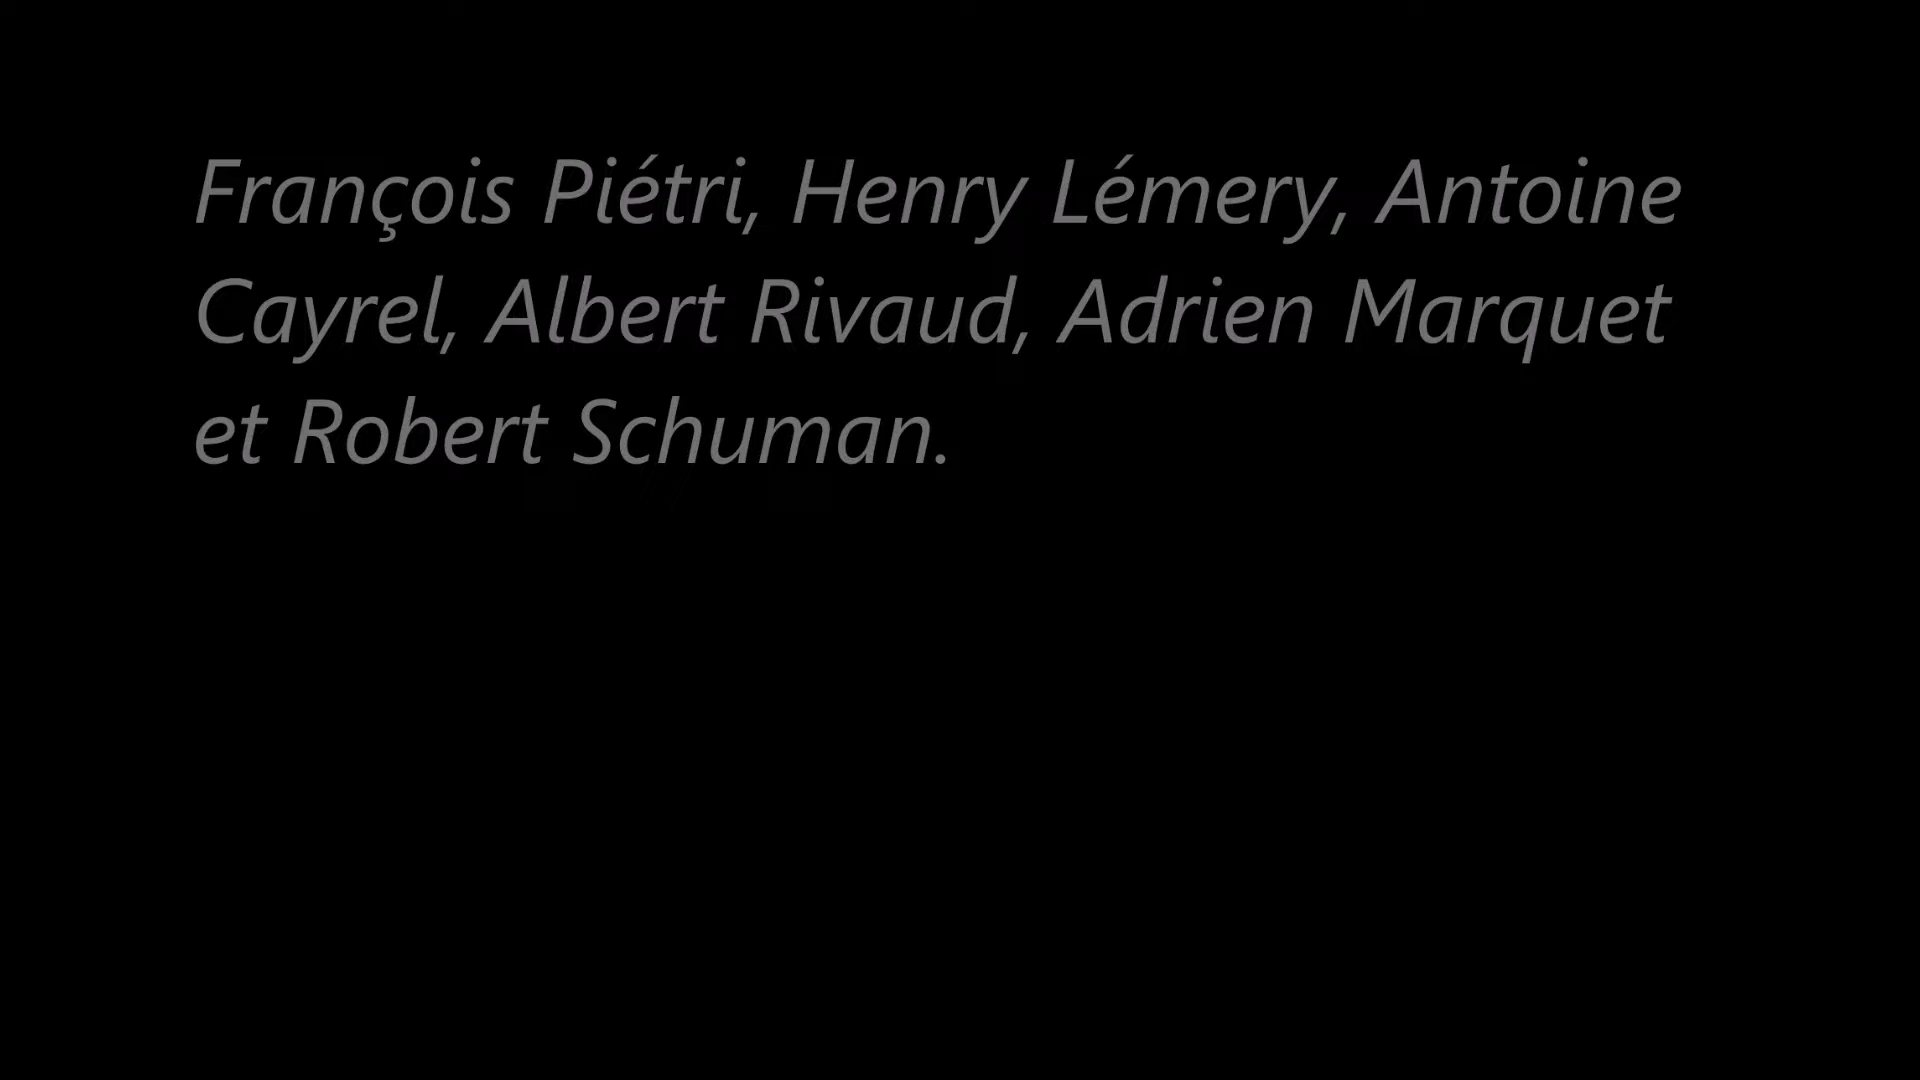 François Piétri, Henry Lémery, Antoine
Cayrel, Albert Rivaud, Adrien Marquet
et Robert Schuman.